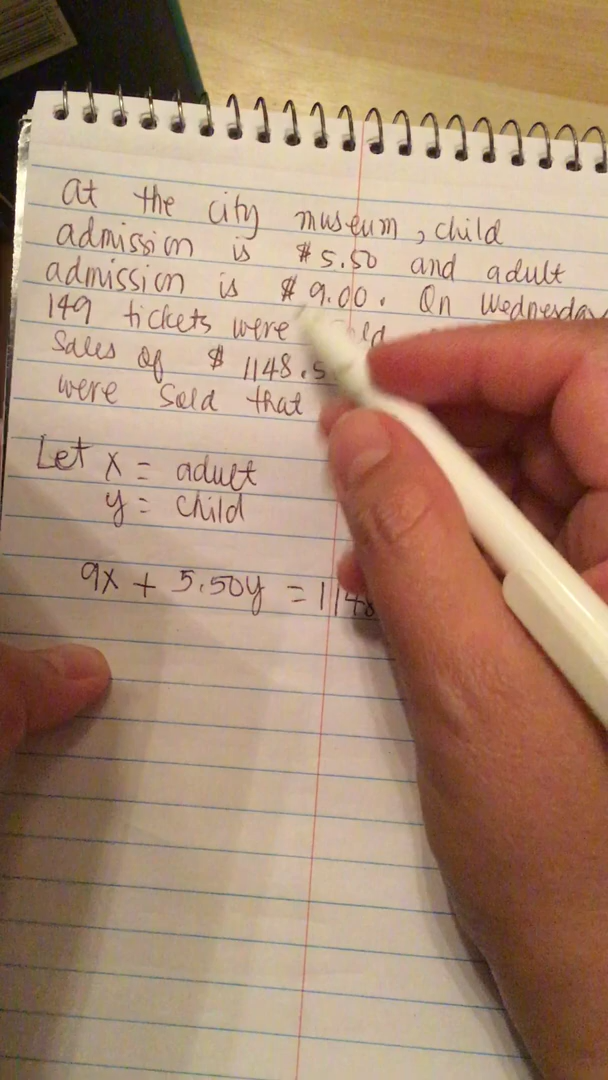 at the city museum, child
admission is $5.50 and adult
admission is $9.00. On Wednesday
149 tickets were
Sales of $1148.5
were sold that
Let x = adult
y = child
9x + 5.50y = 1148